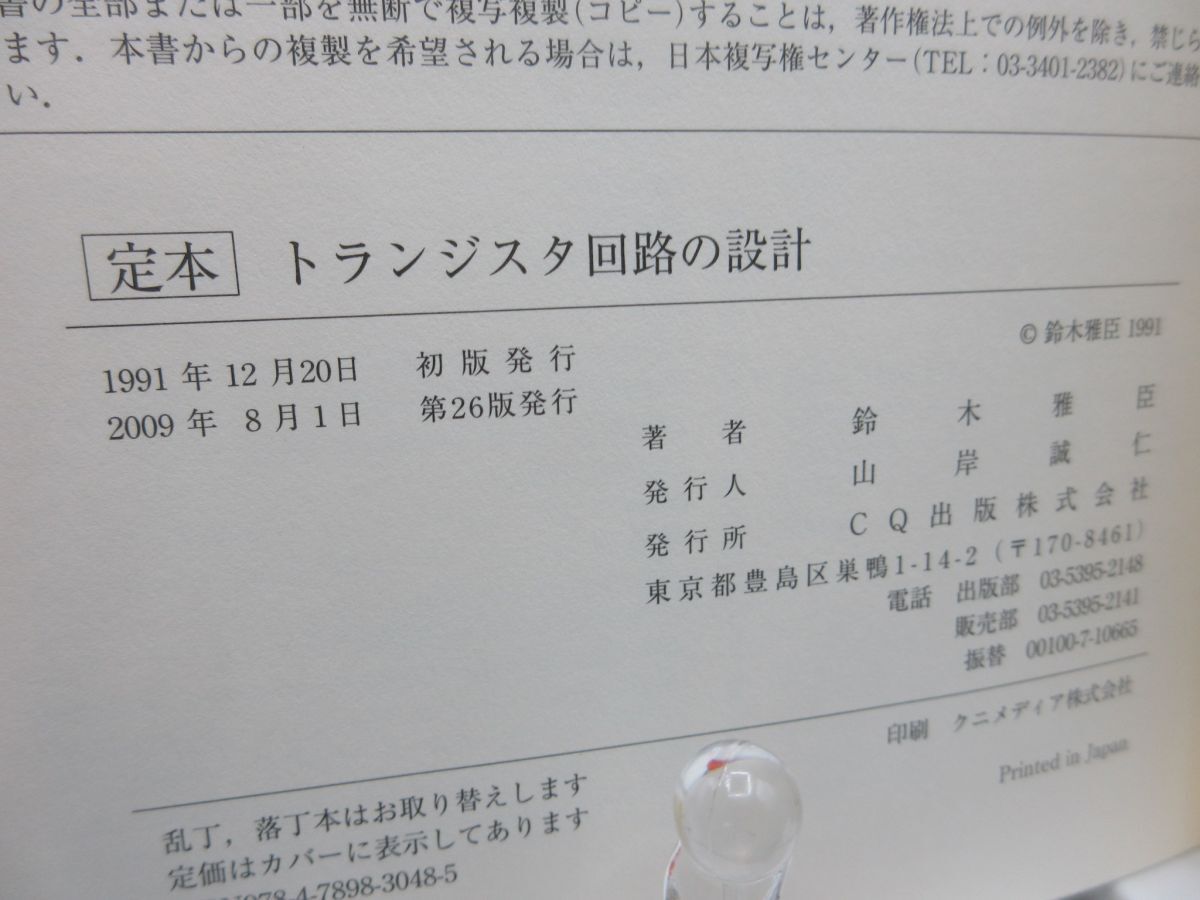 書の全部または一部を無断で複写複製(コピー)することは，著作権法上での例外を除き，禁じら
ます．本書からの複製を希望される場合は，日本複写権センター(TEL：03-3401-2382)にご連絡
い．
定本 トランジスタ回路の設計
© 鈴木雅臣 1991
1991 年 12 月20日 初版発行
2009 年 8 月 1 日 第26版発行
著者 鈴木雅臣
発行人 山岸誠仁
発行所 CQ出版株式会社
東京都豊島区巣鴨1-14-2（〒170-8461）
電話 出版部 03-5395-2148
販売部 03-5395-2141
振替 00100-7-10665
印刷 クニメディア株式会社
Printed in Japan
乱丁，落丁本はお取り替えします
定価はカバーに表示してあります
978-4-7898-3048-5